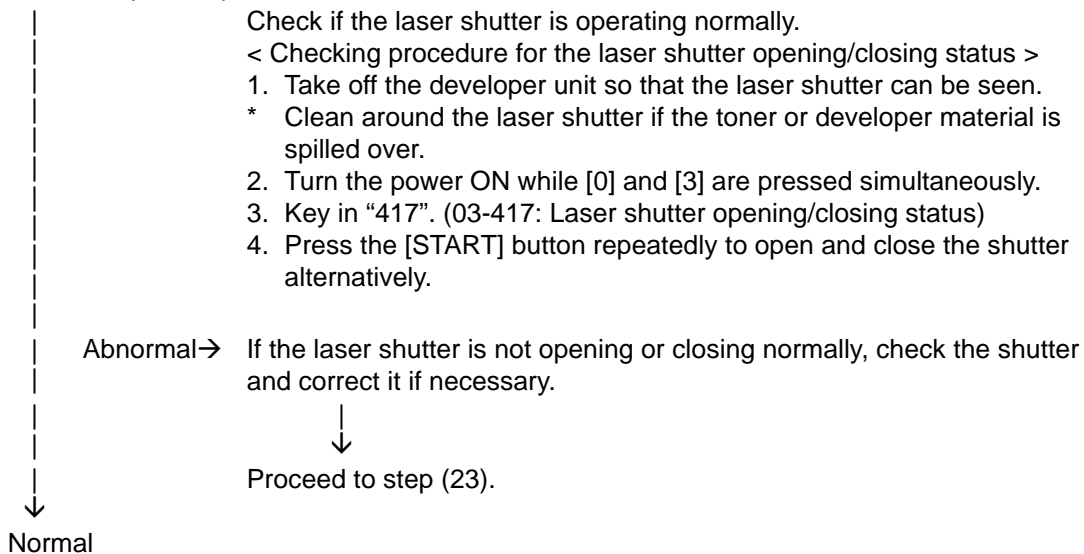 Check if the laser shutter is operating normally.
< Checking procedure for the laser shutter opening/closing status >
1. Take off the developer unit so that the laser shutter can be seen.
* Clean around the laser shutter if the toner or developer material is
spilled over.
2. Turn the power ON while [0] and [3] are pressed simultaneously.
3. Key in “417”. (03-417: Laser shutter opening/closing status)
4. Press the [START] button repeatedly to open and close the shutter
alternatively.
Abnormal→ If the laser shutter is not opening or closing normally, check the shutter
and correct it if necessary.
Proceed to step (23).
Normal